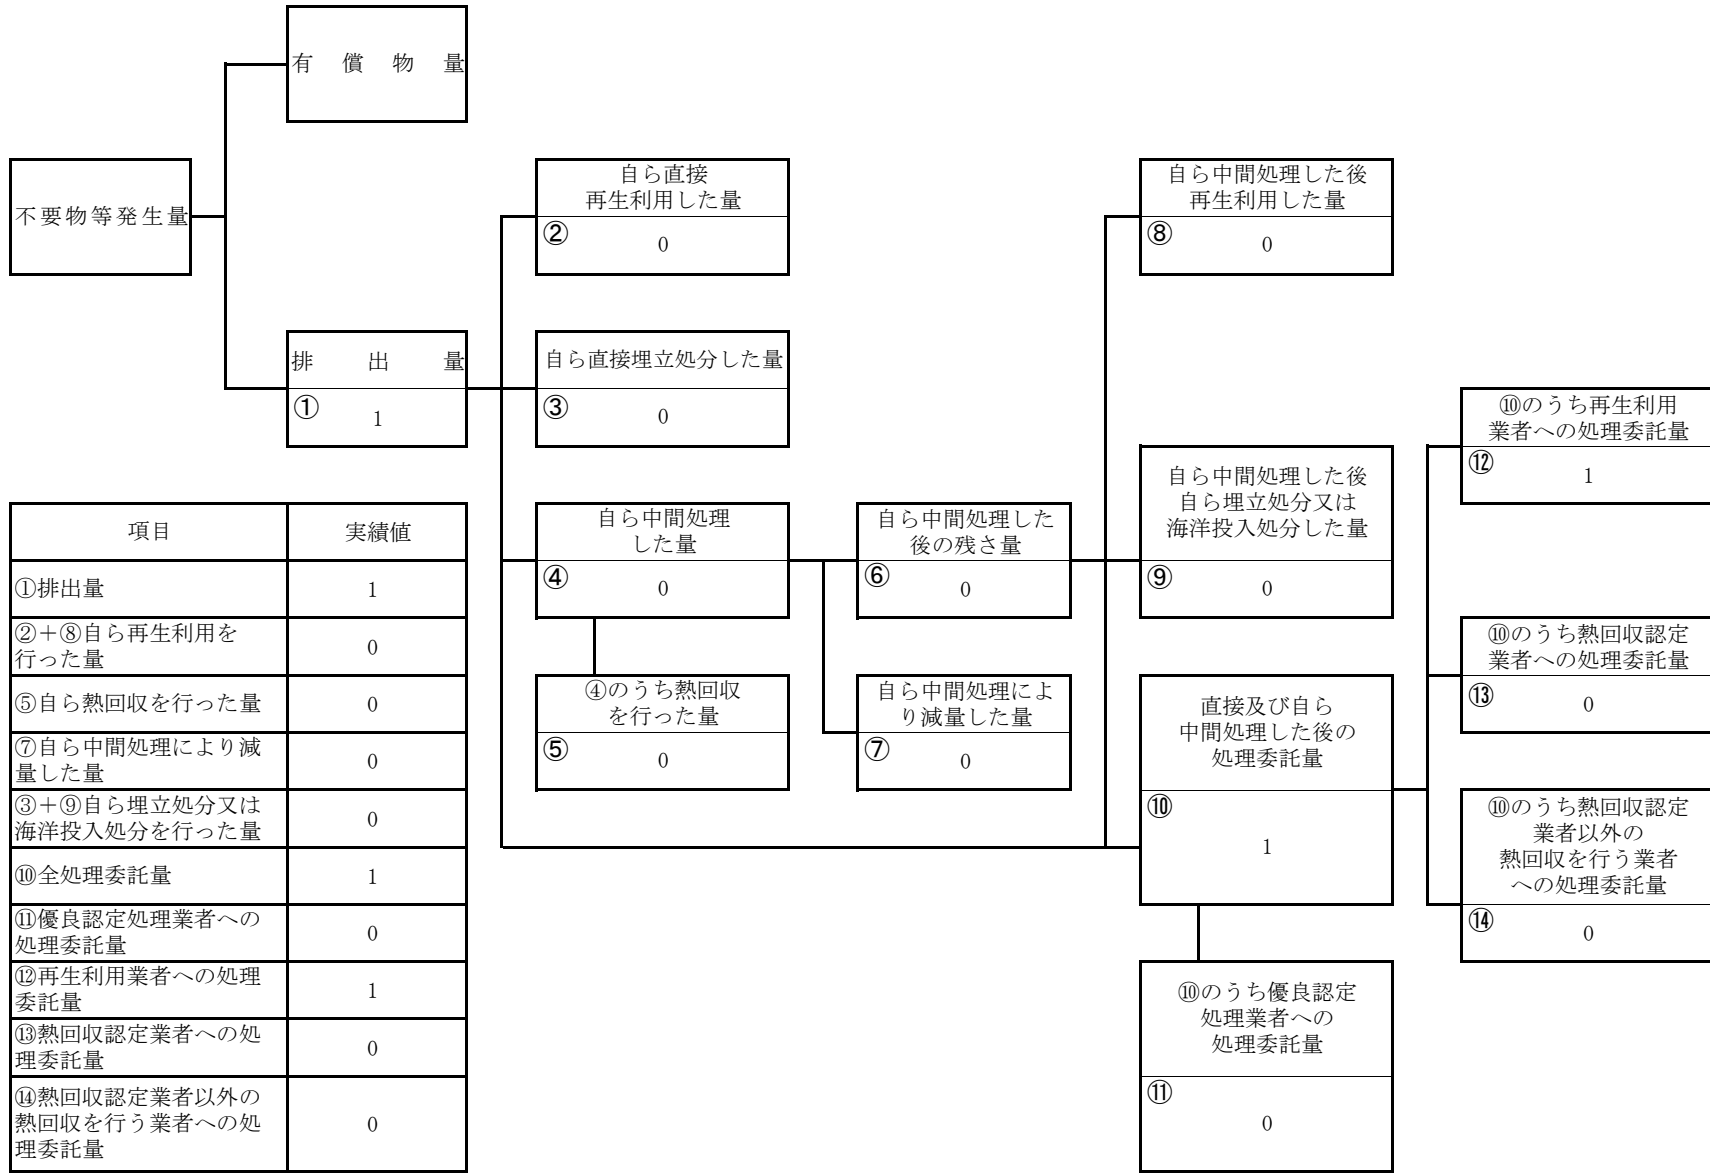 有償物量
不要物等発生量
排出量
①
1
自ら直接
再生利用した量
②
0
自ら直接埋立処分した量
③
0
自ら中間処理
した量
④
0
④のうち熱回収
を行った量
⑤
0
自ら中間処理した
後の残さ量
⑥
0
自ら中間処理によ
り減量した量
⑦
0
自ら中間処理した後
再生利用した量
⑧
0
自ら中間処理した後
自ら埋立処分又は
海洋投入処分した量
⑨
0
直接及び自ら
中間処理した後の
処理委託量
⑩
1
⑩のうち優良認定
処理業者への
処理委託量
⑪
0
⑩のうち再生利用
業者への処理委託量
⑫
1
⑩のうち熱回収認定
業者への処理委託量
⑬
0
⑩のうち熱回収認定
業者以外の
熱回収を行う業者
への処理委託量
⑭
0
項目 実績値
①排出量 1
②＋⑧自ら再生利用を
行った量 0
⑤自ら熱回収を行った量 0
⑦自ら中間処理により減
量した量 0
③＋⑨自ら埋立処分又は
海洋投入処分を行った量 0
⑩全処理委託量 1
⑪優良認定処理業者への
処理委託量 0
⑫再生利用業者への処理
委託量 1
⑬熱回収認定業者への処
理委託量 0
⑭熱回収認定業者以外の
熱回収を行う業者への処
理委託量 0